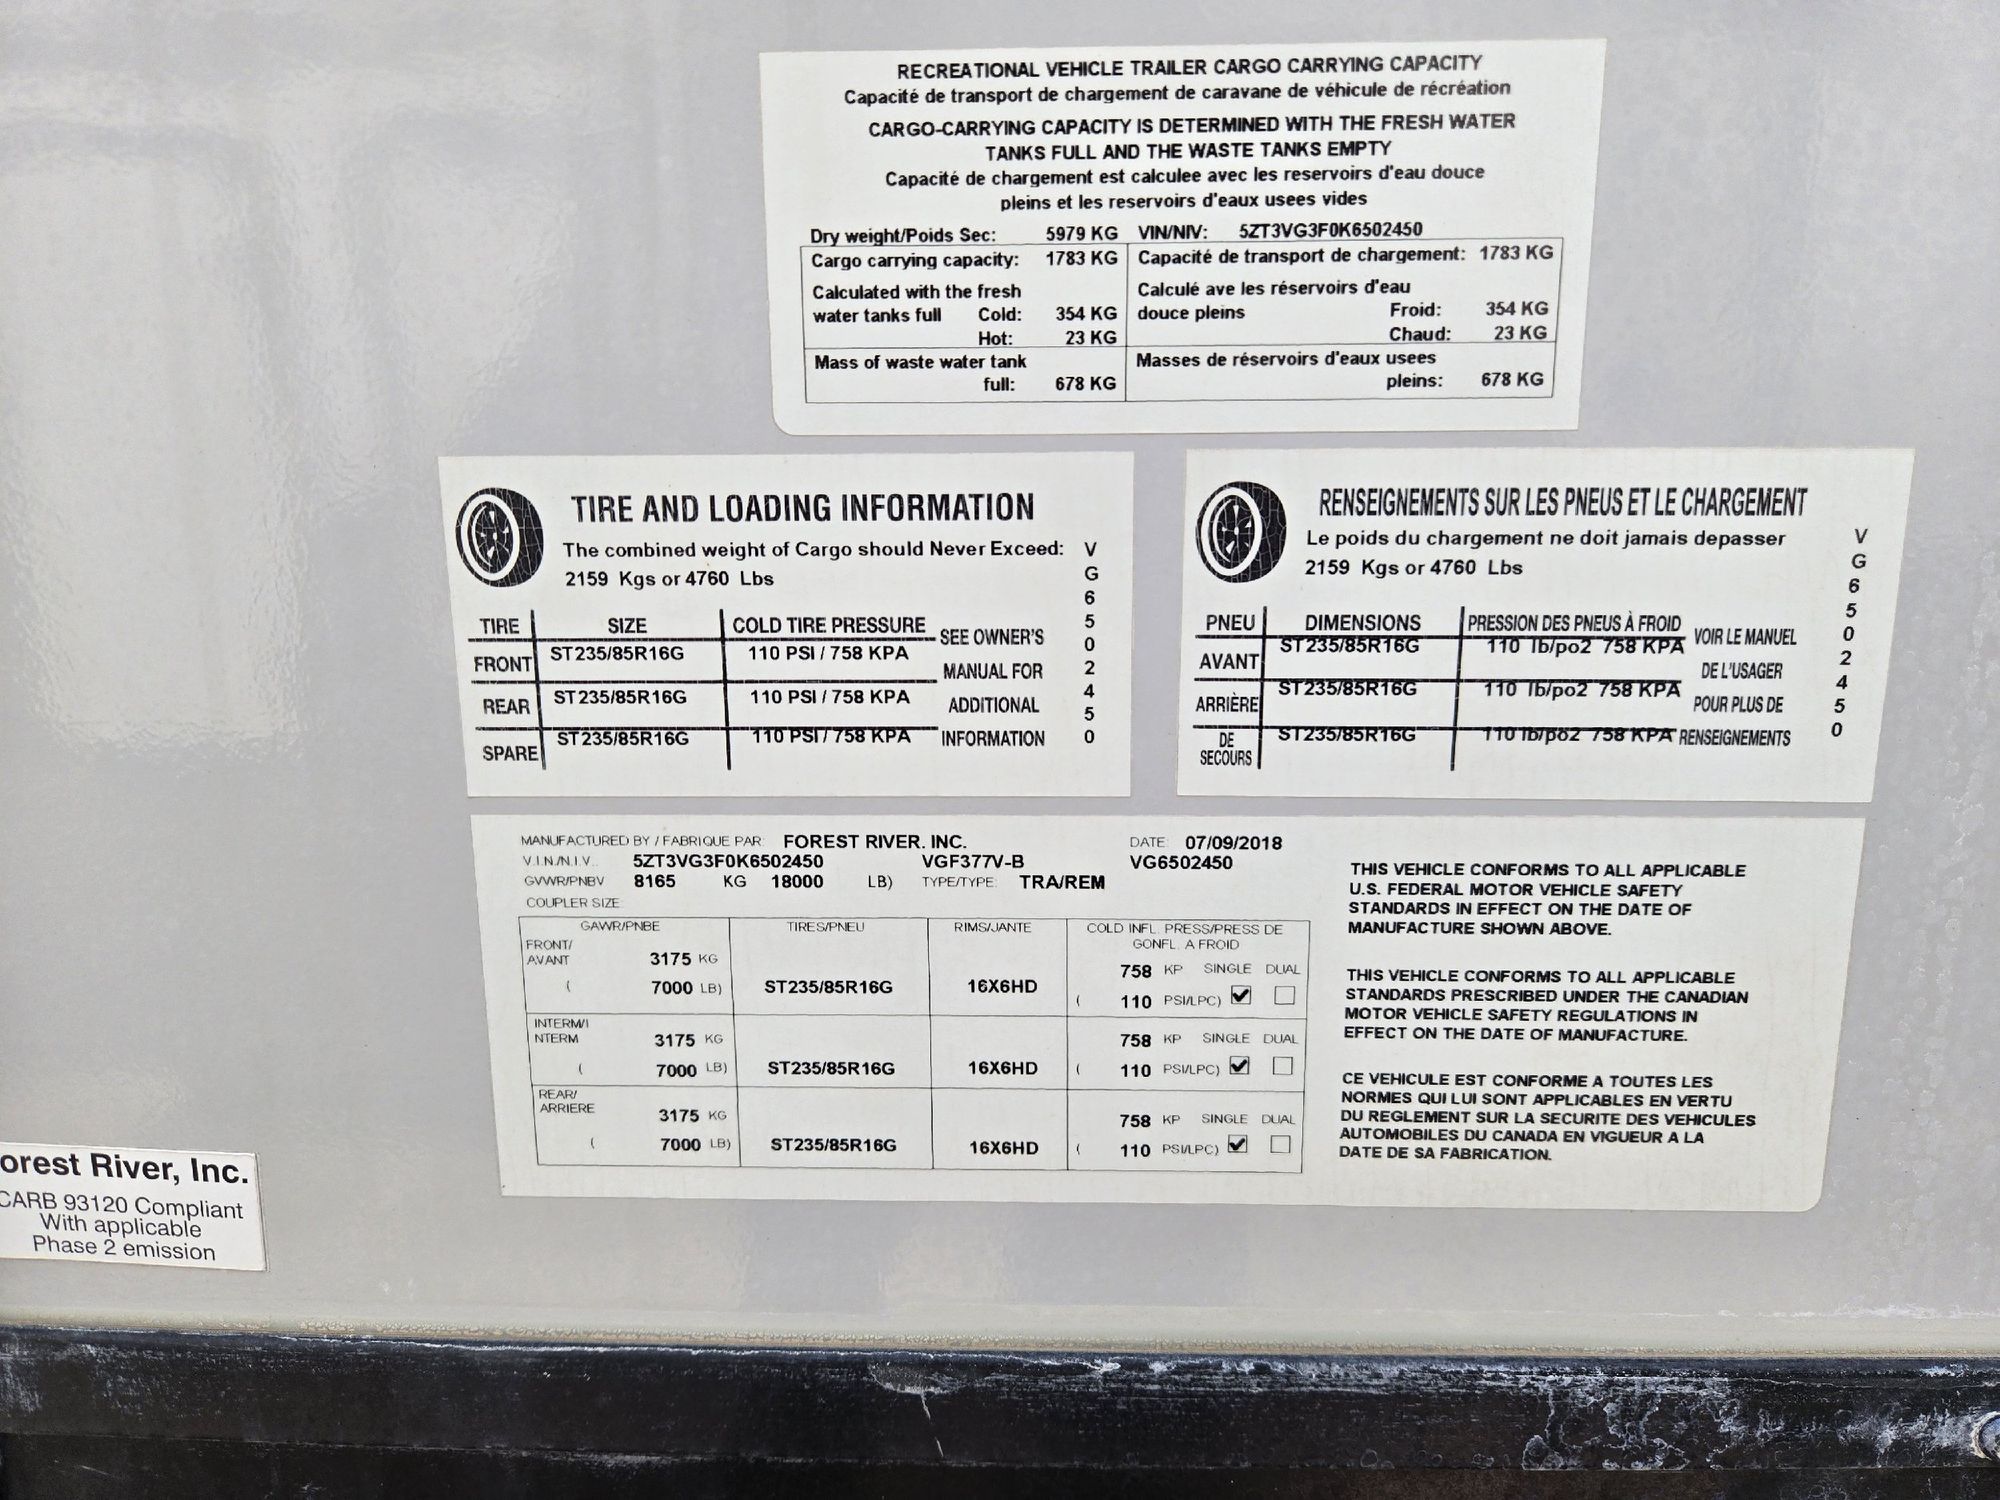 RECREATIONAL VEHICLE TRAILER CARGO CARRYING CAPACITY
Capacité de transport de chargement de caravane de véhicule de récréation
CARGO-CARRYING CAPACITY IS DETERMINED WITH THE FRESH WATER
TANKS FULL AND THE WASTE TANKS EMPTY
Capacité de chargement est calculee avec les reservoirs d'eau douce
pleins et les reservoirs d'eaux usees vides
Dry weight/Poids Sec: 5979 KG VIN/NIV: 5ZT3VG3F0K6502450
Cargo carrying capacity: 1783 KG Capacité de transport de chargement: 1783 KG
Calculated with the fresh Calculé ave les réservoirs d'eau
water tanks full Cold: 354 KG douce pleins Froid: 354 KG
Hot: 23 KG Chaud: 23 KG
Mass of waste water tank Masses de réservoirs d'eaux usees
full: 678 KG pleins: 678 KG
TIRE AND LOADING INFORMATION
The combined weight of Cargo should Never Exceed:
2159 Kgs or 4760 Lbs
TIRE SIZE COLD TIRE PRESSURE SEE OWNER'S
FRONT ST235/85R16G 110 PSI / 758 KPA MANUAL FOR
REAR ST235/85R16G 110 PSI / 758 KPA ADDITIONAL
SPARE ST235/85R16G 110 PSI / 758 KPA INFORMATION
VG6502450
RENSEIGNEMENTS SUR LES PNEUS ET LE CHARGEMENT
Le poids du chargement ne doit jamais depasser
2159 Kgs or 4760 Lbs
PNEU DIMENSIONS PRESSION DES PNEUS À FROID VOIR LE MANUEL
AVANT ST235/85R16G 110 lb/po2 758 KPA DE L'USAGER
ARRIÈRE ST235/85R16G 110 lb/po2 758 KPA POUR PLUS DE
DE SECOURS ST235/85R16G 110 lb/po2 758 KPA RENSEIGNEMENTS
VG6502450
MANUFACTURED BY / FABRIQUE PAR: FOREST RIVER. INC. DATE: 07/09/2018
V.I.N./N.I.V.. 5ZT3VG3F0K6502450 VGF377V-B VG6502450
GVWR/PNBV 8165 KG 18000 LB) TYPE/TYPE: TRA/REM
COUPLER SIZE
GAWR/PNBE TIRES/PNEU RIMS/JANTE COLD INFL. PRESS/PRESS DE
GONFL. A FROID
FRONT/
AVANT 3175 KG 758 KP SINGLE DUAL
( 7000 LB) ST235/85R16G 16X6HD ( 110 PSI/LPC)
INTERM/I
NTERM 3175 KG 758 KP SINGLE DUAL
( 7000 LB) ST235/85R16G 16X6HD ( 110 PSI/LPC)
REAR/
ARRIERE 3175 KG 758 KP SINGLE DUAL
( 7000 LB) ST235/85R16G 16X6HD ( 110 PSI/LPC)
THIS VEHICLE CONFORMS TO ALL APPLICABLE
U.S. FEDERAL MOTOR VEHICLE SAFETY
STANDARDS IN EFFECT ON THE DATE OF
MANUFACTURE SHOWN ABOVE.
THIS VEHICLE CONFORMS TO ALL APPLICABLE
STANDARDS PRESCRIBED UNDER THE CANADIAN
MOTOR VEHICLE SAFETY REGULATIONS IN
EFFECT ON THE DATE OF MANUFACTURE.
CE VEHICULE EST CONFORME A TOUTES LES
NORMES QUI LUI SONT APPLICABLES EN VERTU
DU REGLEMENT SUR LA SECURITE DES VEHICULES
AUTOMOBILES DU CANADA EN VIGUEUR A LA
DATE DE SA FABRICATION.
orest River, Inc.
CARB 93120 Compliant
With applicable
Phase 2 emission